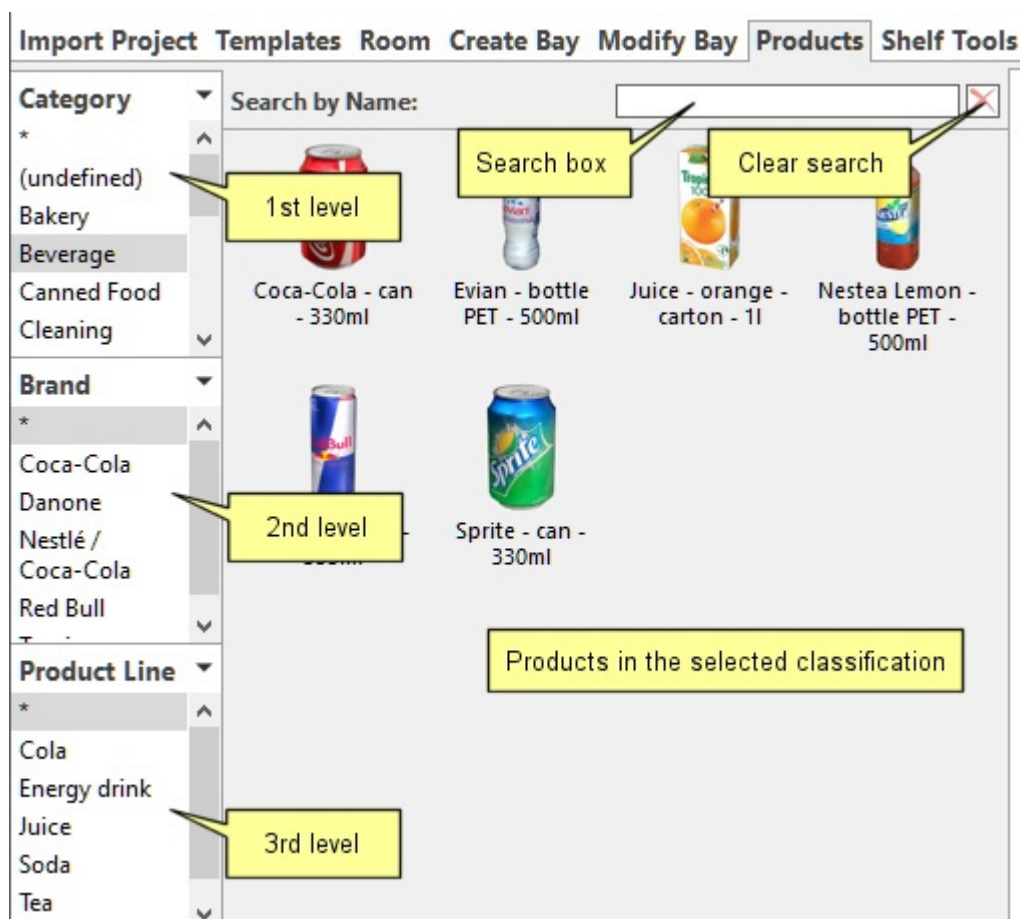 Import Project Templates Room Create Bay Modify Bay Products Shelf Tools
Category
*
(undefined)
Bakery
Beverage
Canned Food
Cleaning
Brand
*
Coca-Cola
Danone
Nestlé /
Coca-Cola
Red Bull
Product Line
*
Cola
Energy drink
Juice
Soda
Tea
Search by Name:
Search box
Clear search
1st level
evian
100
Coca-Cola - can
- 330ml
Evian - bottle
PET - 500ml
Juice - orange -
carton - 1l
Nestea Lemon -
bottle PET -
500ml
2nd level
Sprite
Sprite - can -
330ml
Products in the selected classification
3rd level